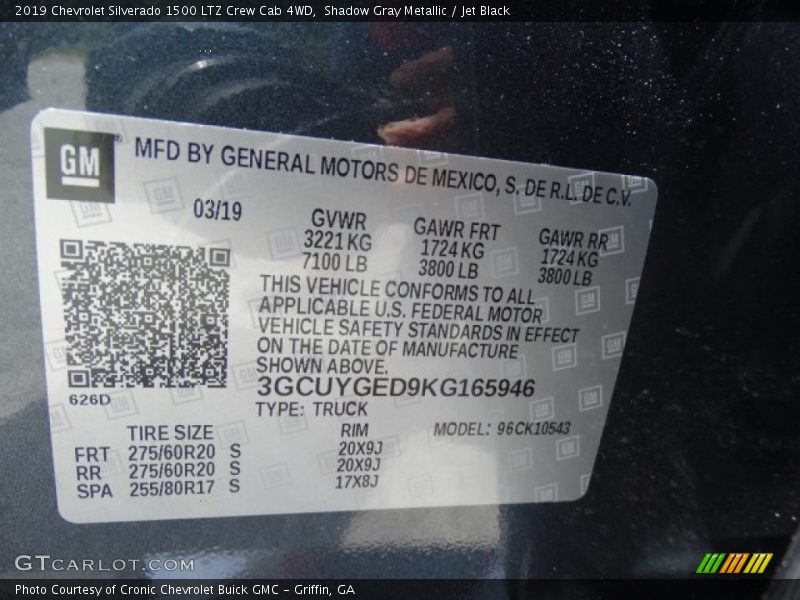 2019 Chevrolet Silverado 1500 LTZ Crew Cab 4WD, Shadow Gray Metallic / Jet Black
GM
MFD BY GENERAL MOTORS DE MEXICO, S. DE R.L. DE C.V.
03/19
GVWR GAWR FRT GAWR RR
3221 KG 1724 KG 1724 KG
7100 LB 3800 LB 3800 LB
THIS VEHICLE CONFORMS TO ALL
APPLICABLE U.S. FEDERAL MOTOR
VEHICLE SAFETY STANDARDS IN EFFECT
ON THE DATE OF MANUFACTURE
SHOWN ABOVE.
3GCUYGED9KG165946
626D
TYPE: TRUCK
MODEL: 96CK10543
TIRE SIZE RIM
FRT 275/60R20 S 20X9J
RR 275/60R20 S 20X9J
SPA 255/80R17 S 17X8J
GTCARLOT.COM
Photo Courtesy of Cronic Chevrolet Buick GMC – Griffin, GA